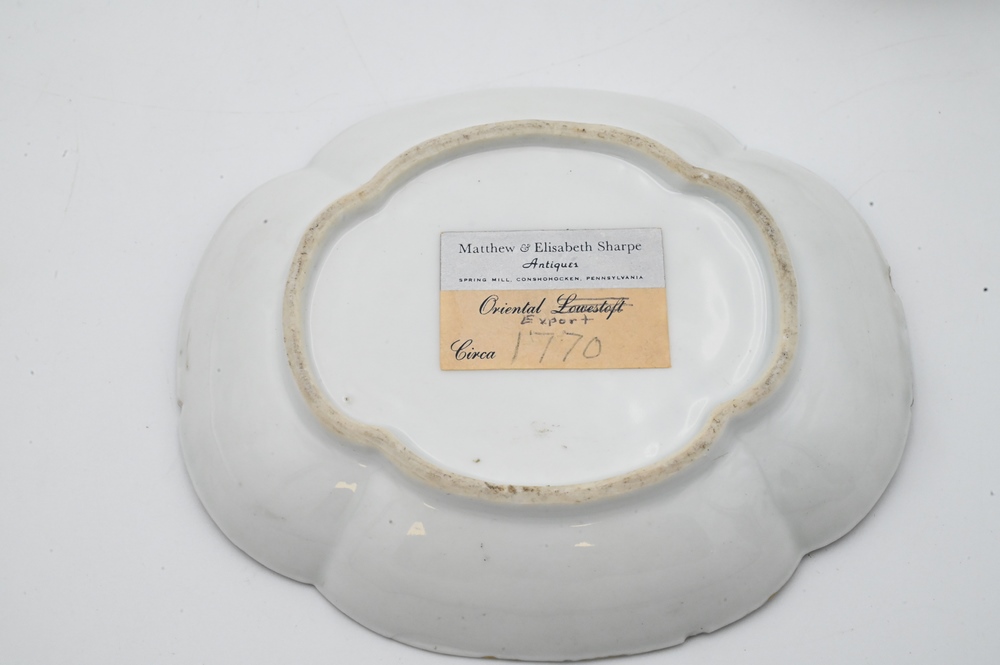 Matthew & Elisabeth Sharpe
Antiques
SPRING MILL, CONSHOHOCKEN, PENNSYLVANIA
Oriental Lowestoft
Export
Circa 1770